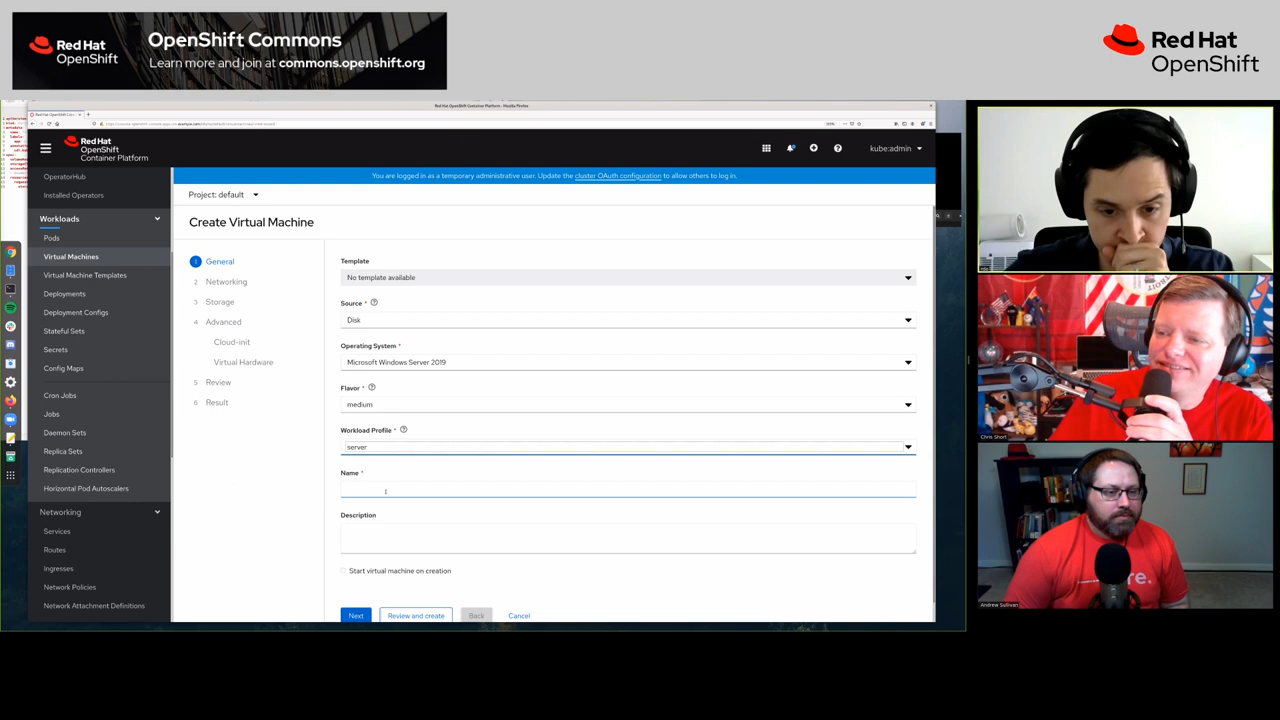 Red Hat
OpenShift
OpenShift Commons
Learn more and join at commons.openshift.org
Red Hat
OpenShift
Red Hat OpenShift Container Platform - Mozilla Firefox
Red Hat
OpenShift
Container Platform
kube:admin
You are logged in as a temporary administrative user. Update the cluster OAuth configuration to allow others to log in.
OperatorHub
Installed Operators
Workloads
Pods
Virtual Machines
Virtual Machine Templates
Deployments
Deployment Configs
Stateful Sets
Secrets
Config Maps
Cron Jobs
Jobs
Daemon Sets
Replica Sets
Replication Controllers
Horizontal Pod Autoscalers
Networking
Services
Routes
Ingresses
Network Policies
Network Attachment Definitions
Project: default
Create Virtual Machine
1 General
2 Networking
3 Storage
4 Advanced
Cloud-init
Virtual Hardware
5 Review
6 Result
Template
No template available
Source *
Disk
Operating System *
Microsoft Windows Server 2019
Flavor *
medium
Workload Profile *
server
Name *
Description
Start virtual machine on creation
Next
Review and create
Back
Cancel
Chris Short
Andrew Sullivan